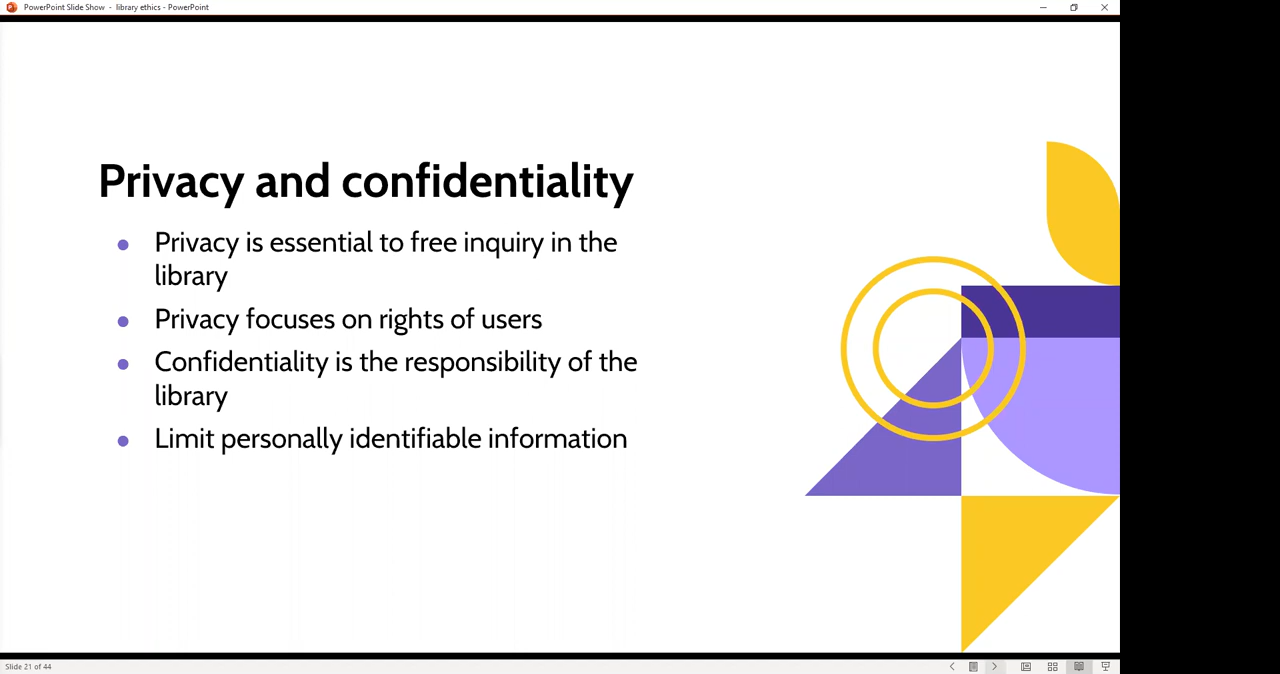 PowerPoint Slide Show - library ethics - PowerPoint
Privacy and confidentiality
• Privacy is essential to free inquiry in the
library
• Privacy focuses on rights of users
• Confidentiality is the responsibility of the
library
• Limit personally identifiable information
Slide 21 of 44